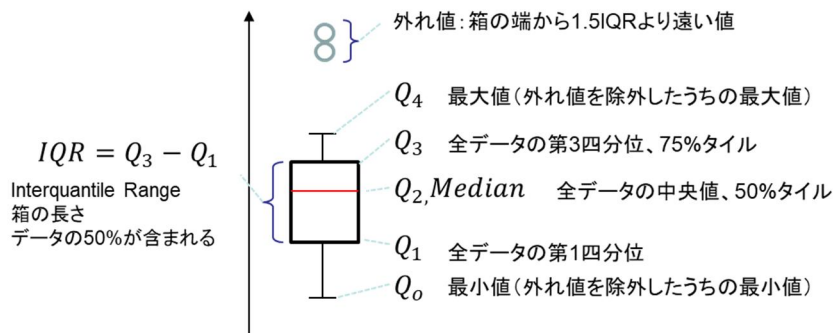 外れ値：箱の端から1.5IQRより遠い値
Q4 最大値（外れ値を除外したうちの最大値）
Q3 全データの第3四分位、75%タイル
IQR = Q3 − Q1
Interquantile Range
箱の長さ
データの50%が含まれる
Q2,Median 全データの中央値、50%タイル
Q1 全データの第1四分位
Qo 最小値（外れ値を除外したうちの最小値）